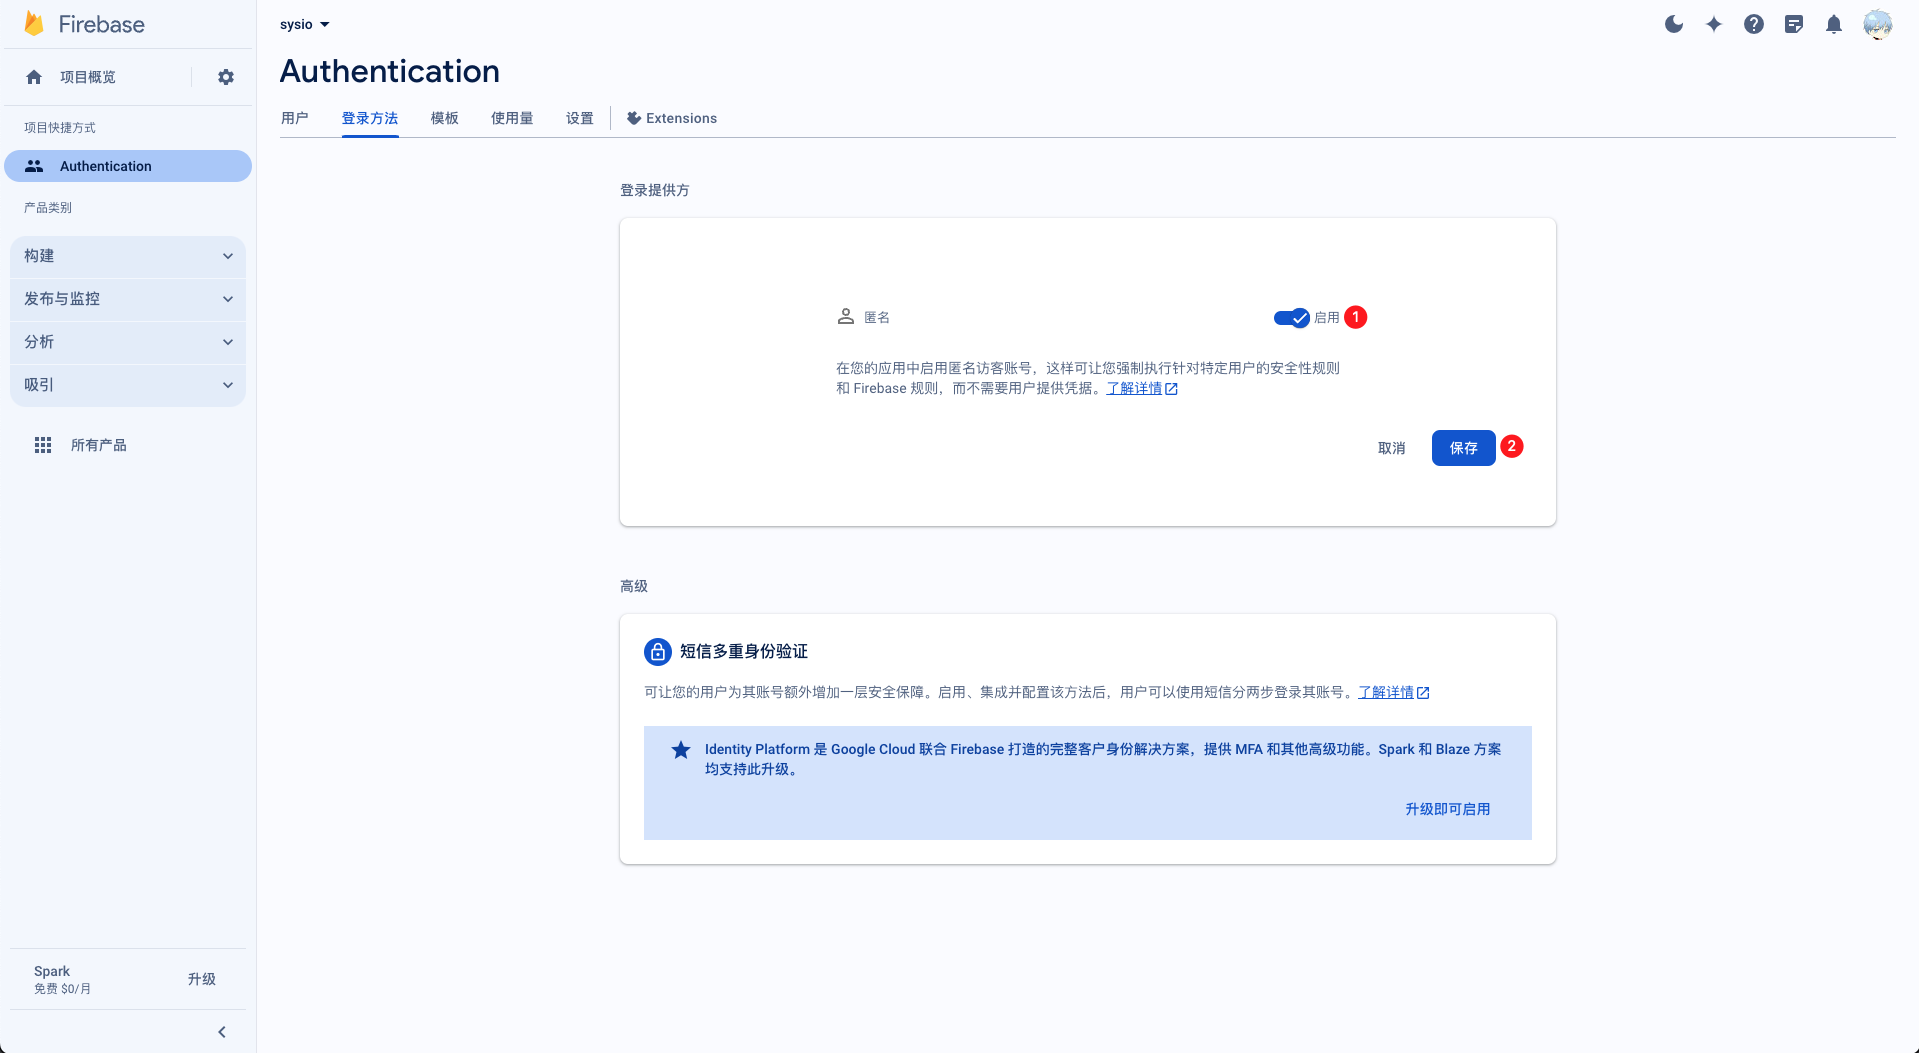 Firebase
项目概览
项目快捷方式
Authentication
产品类别
构建
发布与监控
分析
吸引
所有产品
Spark
免费 $0/月
升级
sysio
Authentication
用户
登录方法
模板
使用量
设置
Extensions
登录提供方
匿名
启用
1
在您的应用中启用匿名访客账号，这样可让您强制执行针对特定用户的安全性规则
和 Firebase 规则，而不需要用户提供凭据。了解详情
取消
保存
2
高级
短信多重身份验证
可让您的用户为其账号额外增加一层安全保障。启用、集成并配置该方法后，用户可以使用短信分两步登录其账号。了解详情
Identity Platform 是 Google Cloud 联合 Firebase 打造的完整客户身份解决方案，提供 MFA 和其他高级功能。Spark 和 Blaze 方案
均支持此升级。
升级即可启用